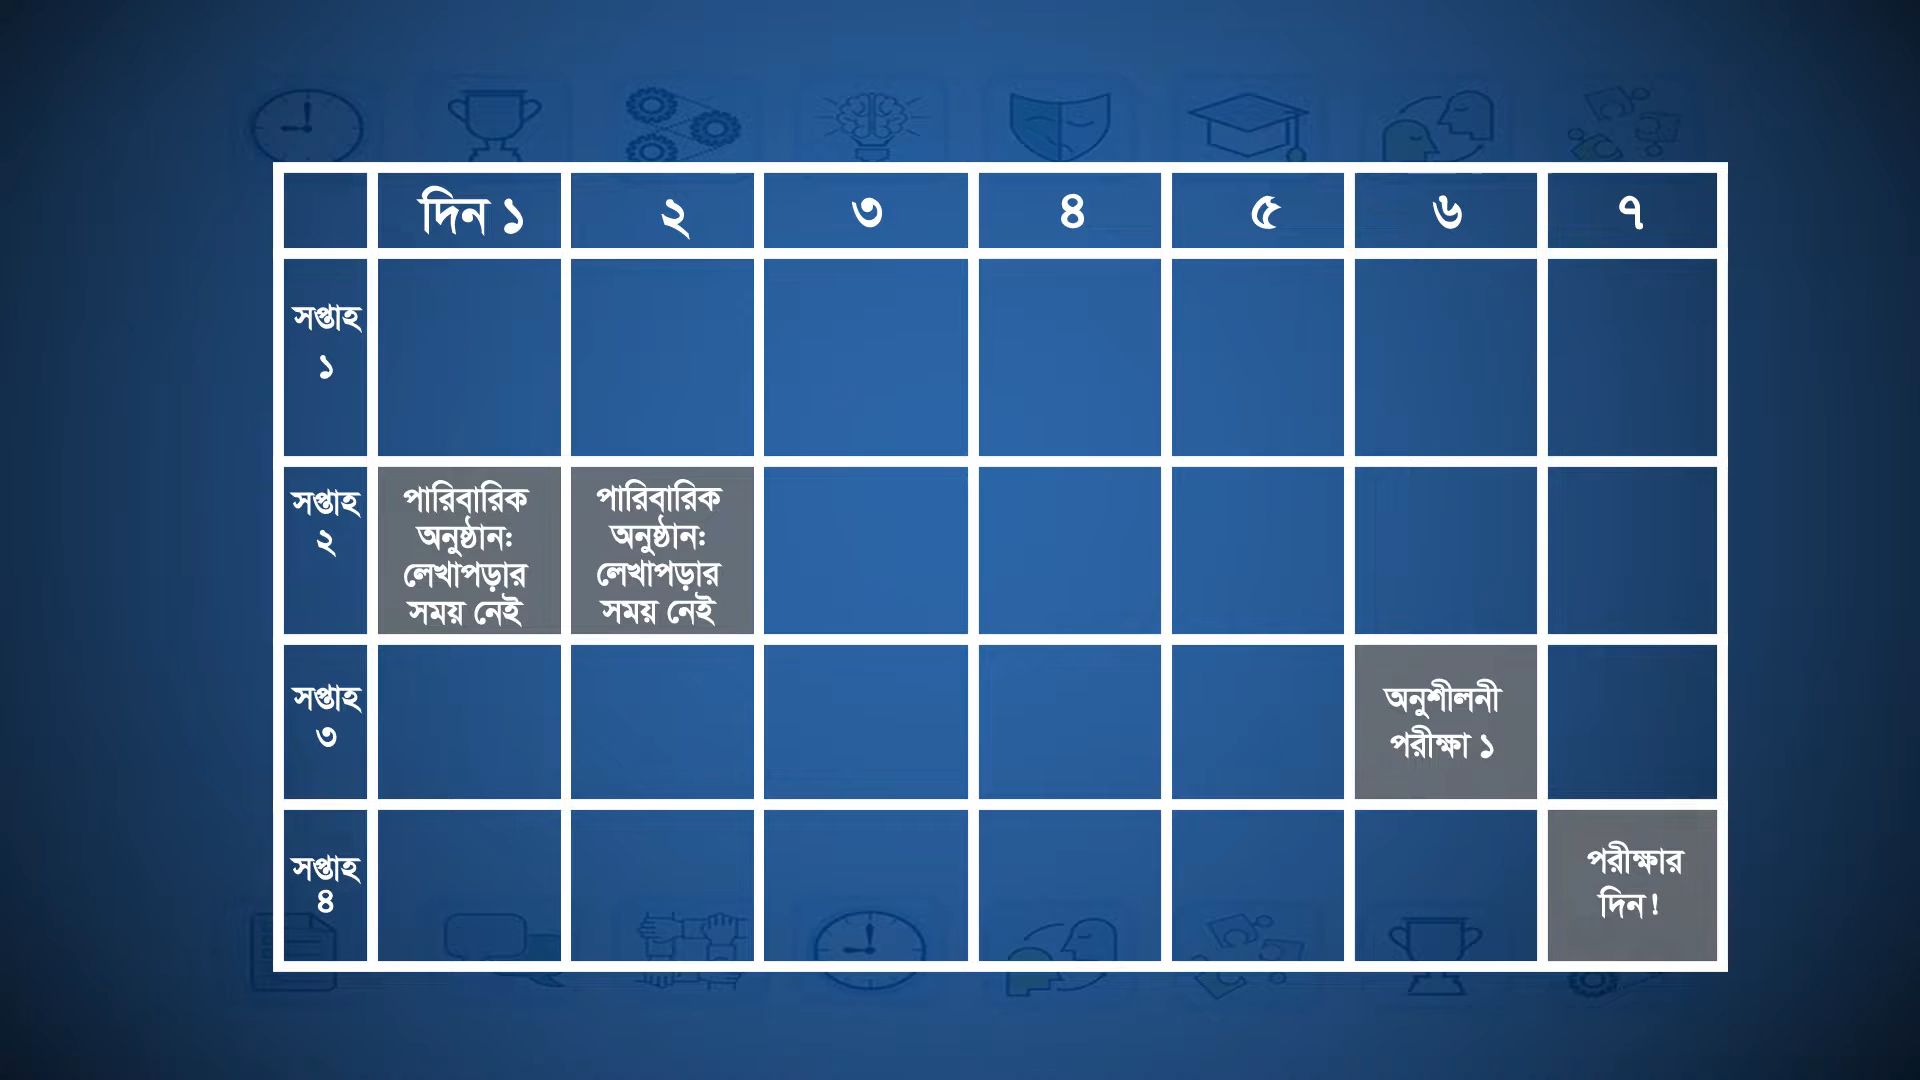 দিন ১ ২ ৩ ৪ ৫ ৬ ৭
সপ্তাহ
১
সপ্তাহ
২
পারিবারিক
অনুষ্ঠান:
লেখাপড়ার
সময় নেই
পারিবারিক
অনুষ্ঠান:
লেখাপড়ার
সময় নেই
সপ্তাহ
৩
অনুশীলনী
পরীক্ষা ১
সপ্তাহ
৪
পরীক্ষার
দিন!